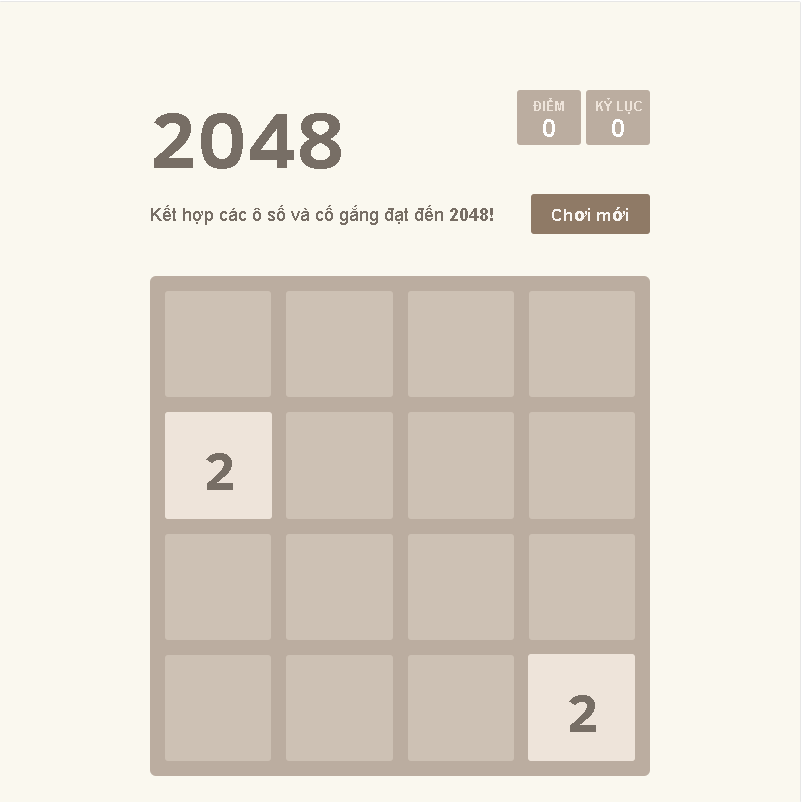 2048
ĐIỂM
0
KỶ LỤC
0
Kết hợp các ô số và cố gắng đạt đến 2048!
Chơi mới
2
2